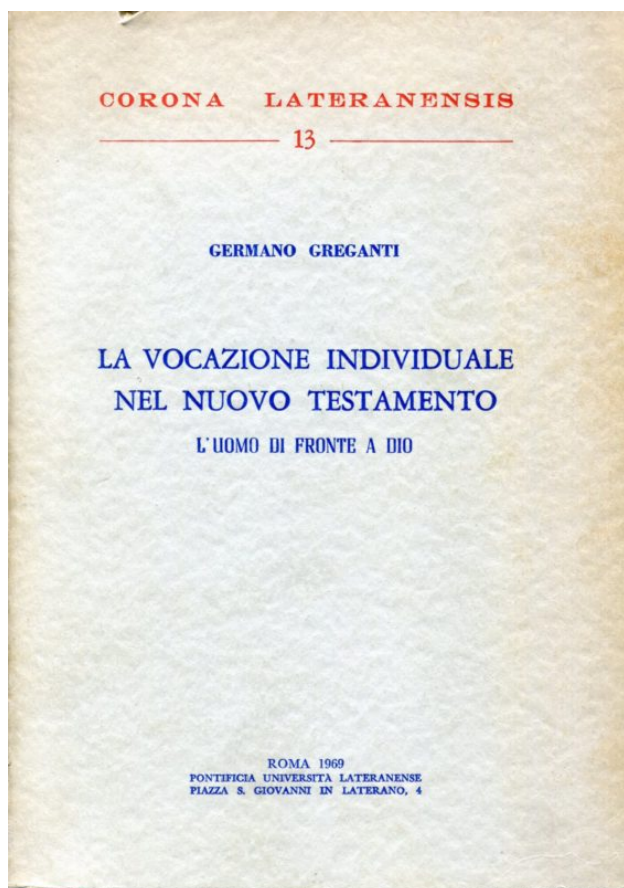 CORONA LATERANENSIS
13
GERMANO GREGANTI
LA VOCAZIONE INDIVIDUALE
NEL NUOVO TESTAMENTO
L'UOMO DI FRONTE A DIO
ROMA 1969
PONTIFICIA UNIVERSITÀ LATERANENSE
PIAZZA S. GIOVANNI IN LATERANO, 4